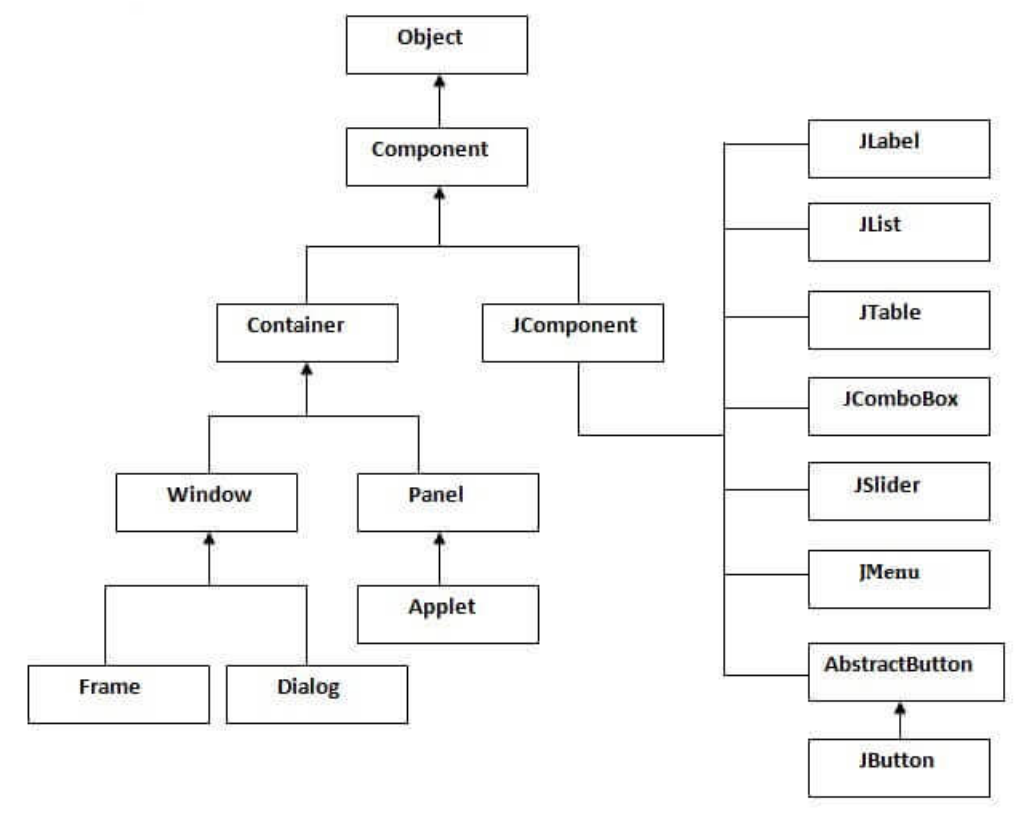 Object
Component
Container
JComponent
Window
Panel
Applet
Frame
Dialog
JLabel
JList
JTable
JComboBox
JSlider
JMenu
AbstractButton
JButton